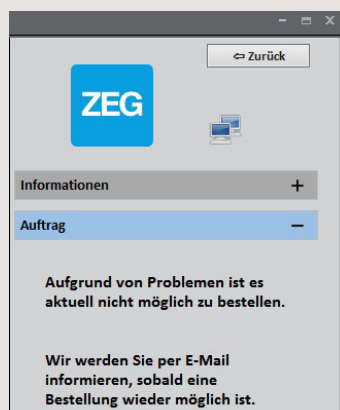 ⇦ Zurück
ZEG
Informationen +
Auftrag –
Aufgrund von Problemen ist es
aktuell nicht möglich zu bestellen.
Wir werden Sie per E-Mail
informieren, sobald eine
Bestellung wieder möglich ist.